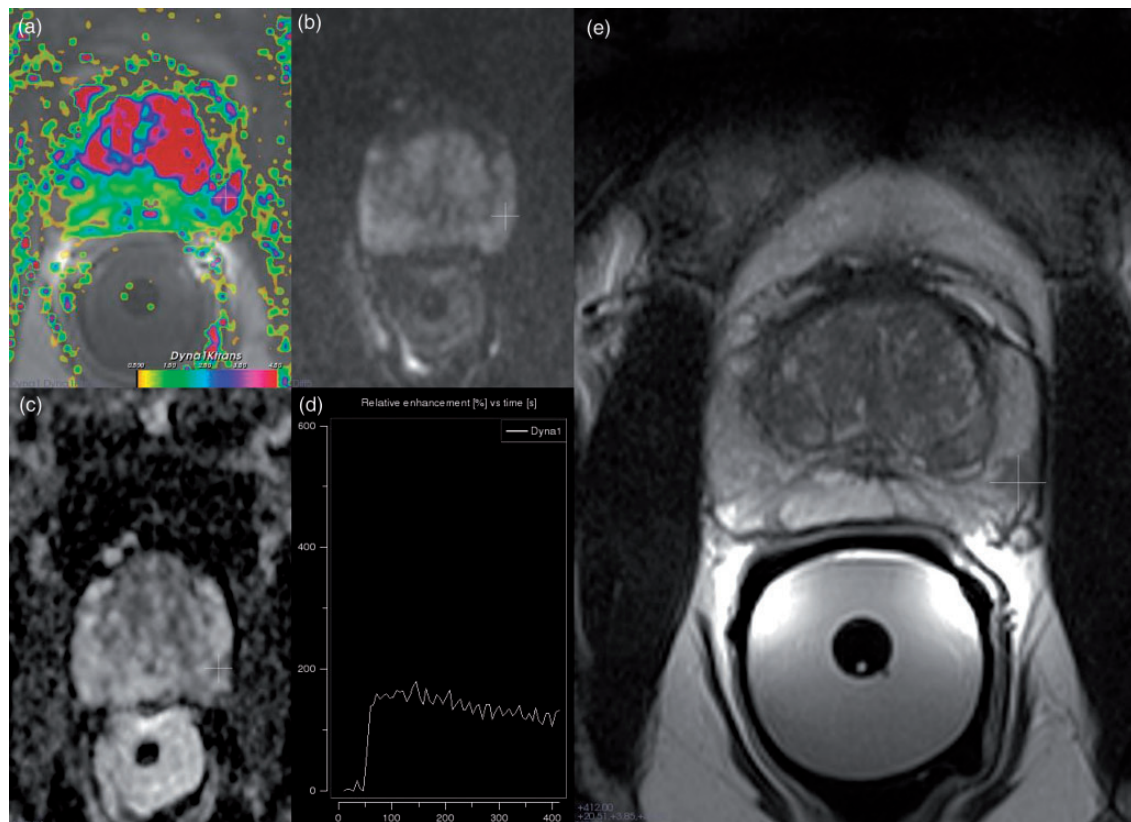 (a)
(b)
(e)
Dyna1Ktrans
(c)
(d)
Relative enhancement [%] vs time [s]
Dyna1
600
400
200
0
0
100
200
300
400
+412.00